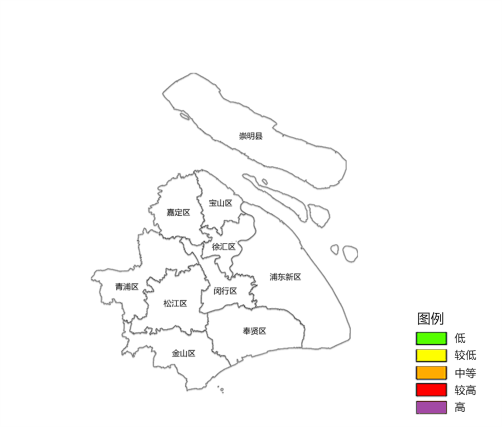 崇明县
宝山区
嘉定区
徐汇区
浦东新区
青浦区
闵行区
松江区
奉贤区
金山区
图例
低
较低
中等
较高
高